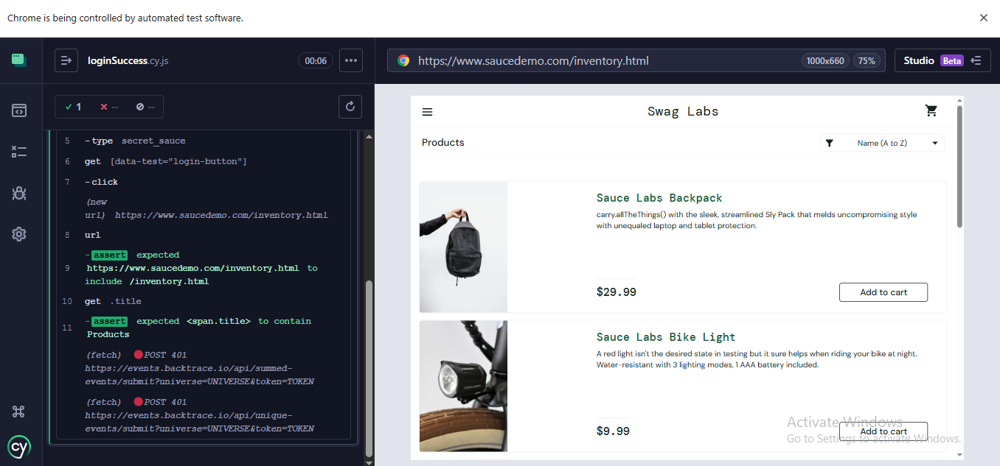 Chrome is being controlled by automated test software.
loginSuccess.cy.js
00:06
https://www.saucedemo.com/inventory.html
1000x660
75%
Studio Beta
1
--
--
5 -type secret_sauce
6 get [data-test="login-button"]
7 -click
(new
url) https://www.saucedemo.com/inventory.html
8 url
-assert expected
9 https://www.saucedemo.com/inventory.html to
include /inventory.html
10 get .title
-assert expected <span.title> to contain
11
Products
(fetch) POST 401
https://events.backtrace.io/api/summed-
events/submit?universe=UNIVERSE&token=TOKEN
(fetch) POST 401
https://events.backtrace.io/api/unique-
events/submit?universe=UNIVERSE&token=TOKEN
cy
Swag Labs
Products
Name (A to Z)
Sauce Labs Backpack
carry.allTheThings() with the sleek, streamlined Sly Pack that melds uncompromising style
with unequaled laptop and tablet protection.
$29.99
Add to cart
Sauce Labs Bike Light
A red light isn't the desired state in testing but it sure helps when riding your bike at night.
Water-resistant with 3 lighting modes, 1 AAA battery included.
$9.99
Add to cart
Activate Windows
Go to Settings to activate Windows.